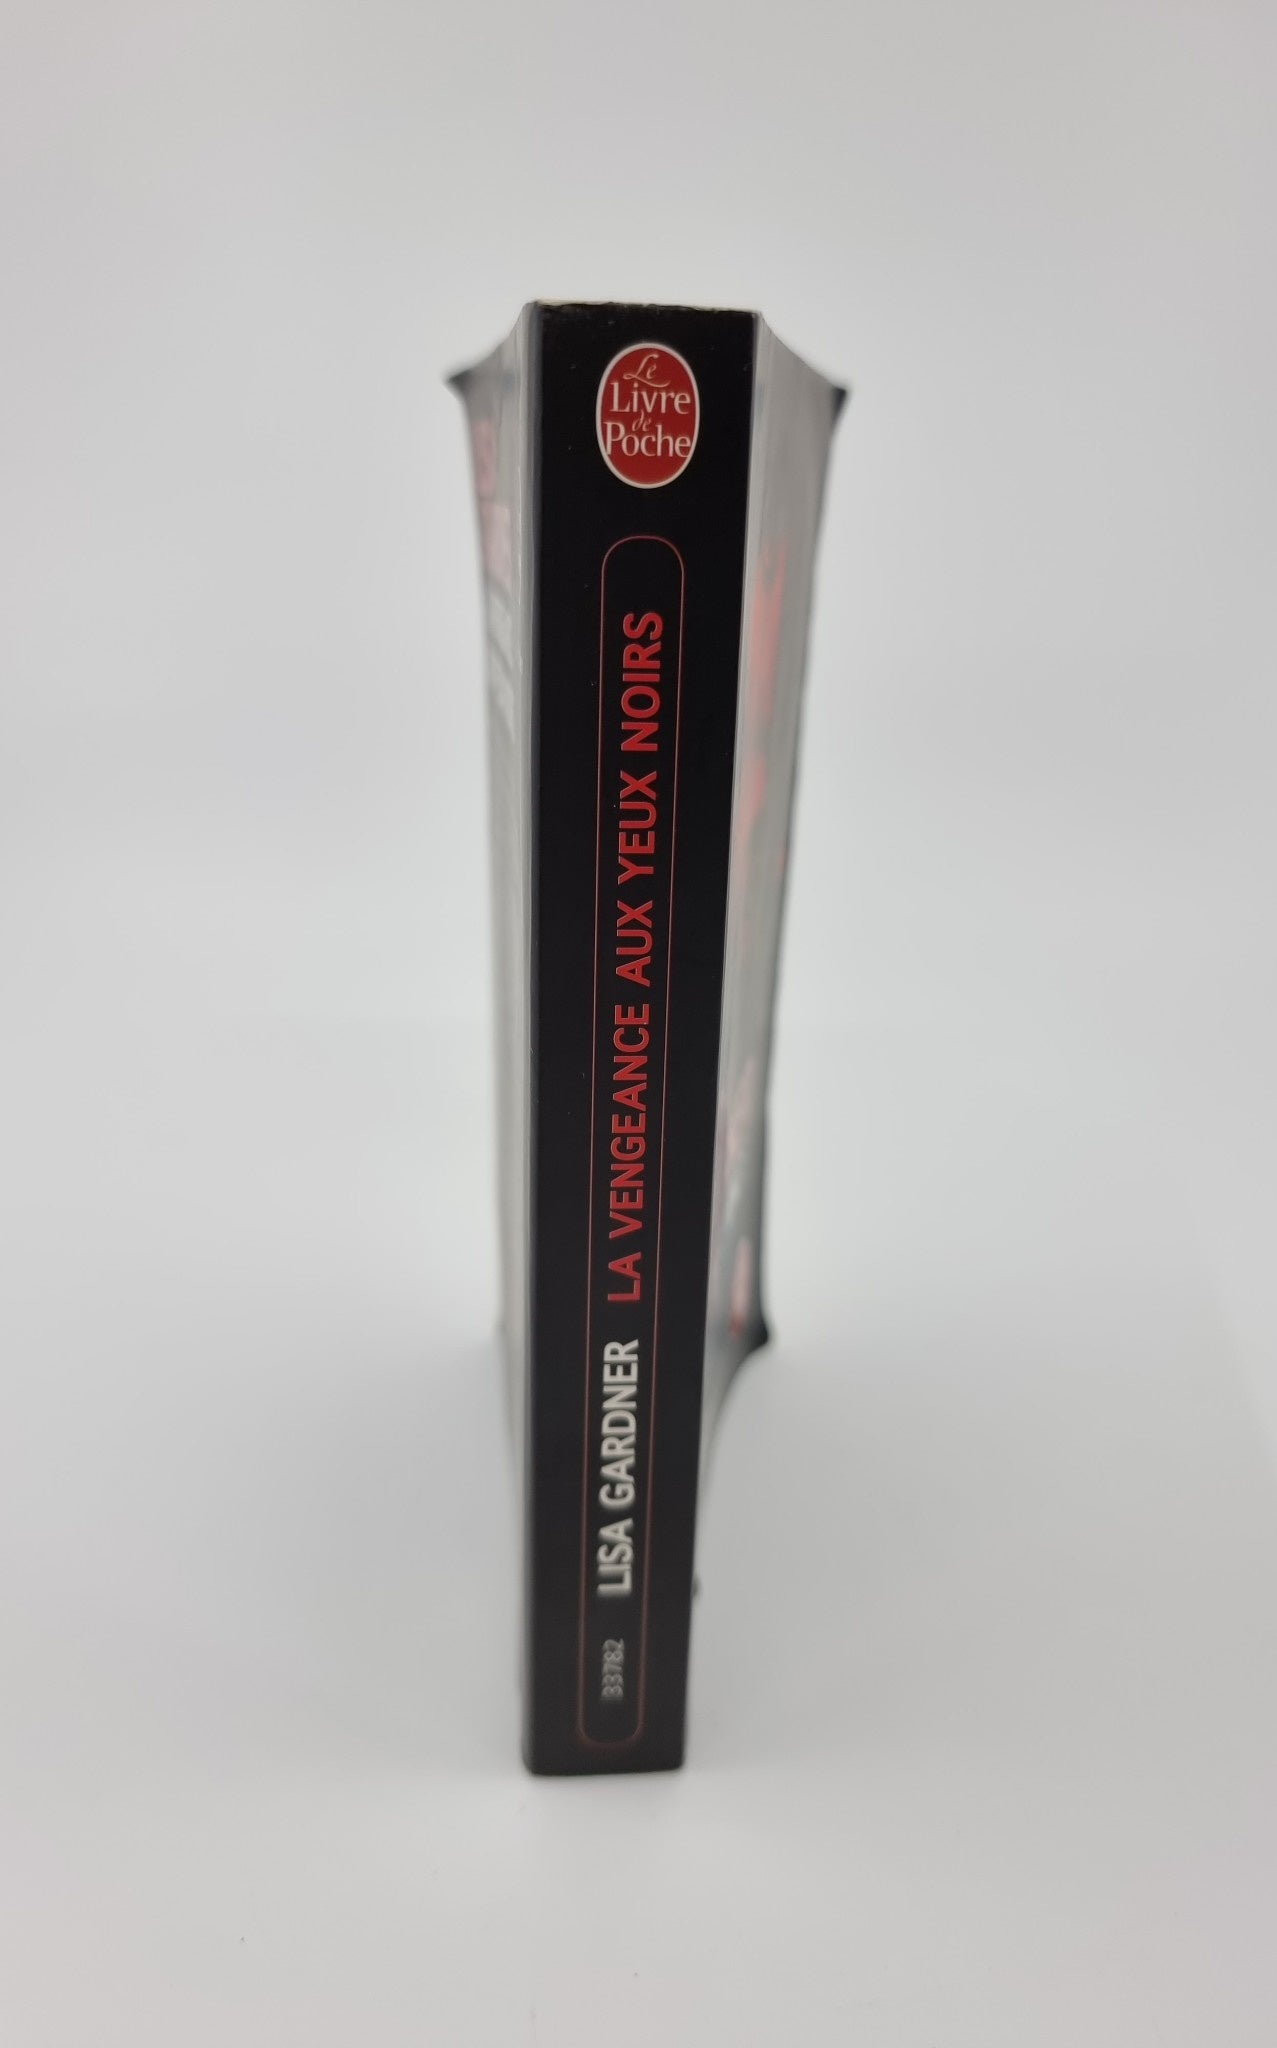 Le
Livre
de
Poche
33782 LISA GARDNER LA VENGEANCE AUX YEUX NOIRS